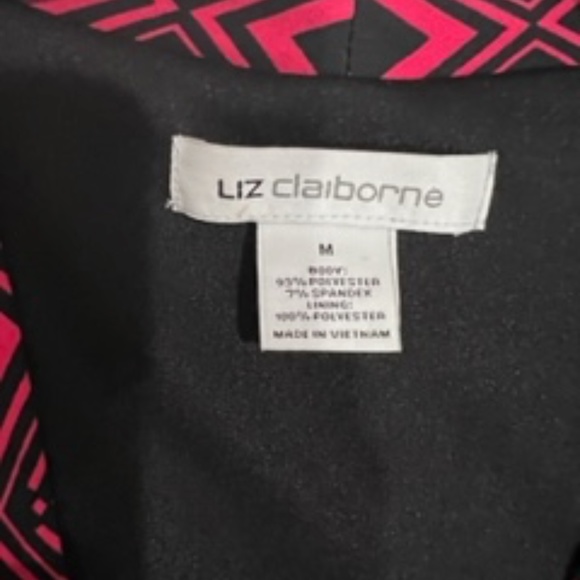 LIZ claiborne
M
BODY:
93% POLYESTER
7% SPANDEX
LINING:
100% POLYESTER
MADE IN VIETNAM